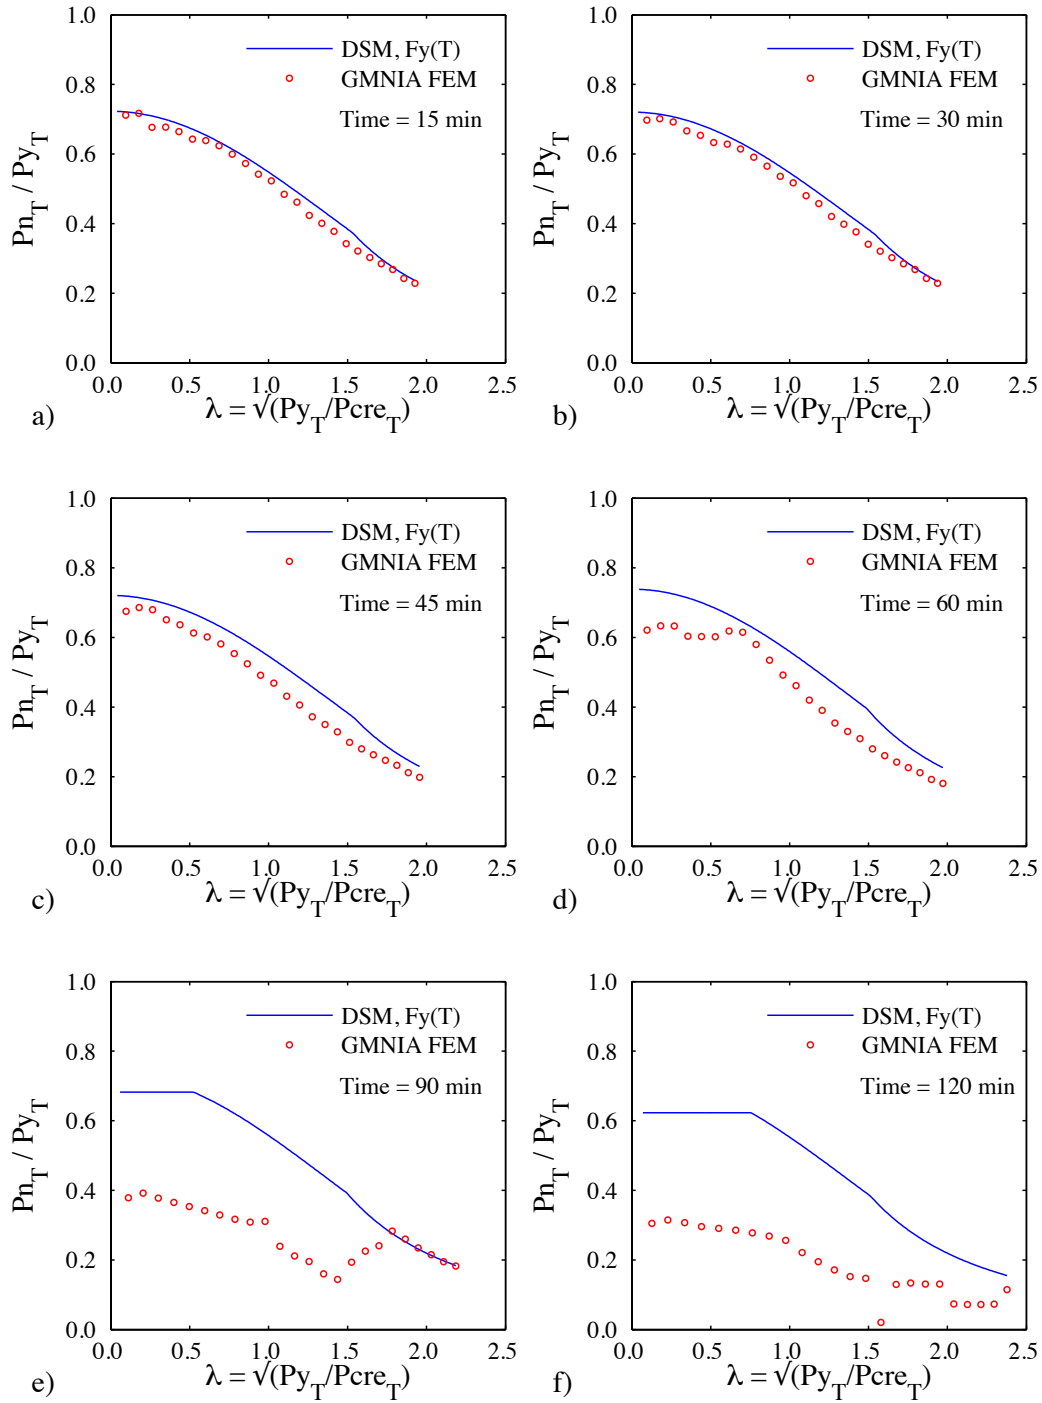 1.0
0.8
0.6
0.4
0.2
0.0
Pn_T / Py_T
DSM, Fy(T)
GMNIA FEM
Time = 15 min
0.0 0.5 1.0 1.5 2.0 2.5
λ = √(Py_T/Pcre_T)
a)
1.0
0.8
0.6
0.4
0.2
0.0
Pn_T / Py_T
DSM, Fy(T)
GMNIA FEM
Time = 30 min
0.0 0.5 1.0 1.5 2.0 2.5
λ = √(Py_T/Pcre_T)
b)
1.0
0.8
0.6
0.4
0.2
0.0
Pn_T / Py_T
DSM, Fy(T)
GMNIA FEM
Time = 45 min
0.0 0.5 1.0 1.5 2.0 2.5
λ = √(Py_T/Pcre_T)
c)
1.0
0.8
0.6
0.4
0.2
0.0
Pn_T / Py_T
DSM, Fy(T)
GMNIA FEM
Time = 60 min
0.0 0.5 1.0 1.5 2.0 2.5
λ = √(Py_T/Pcre_T)
d)
1.0
0.8
0.6
0.4
0.2
0.0
Pn_T / Py_T
DSM, Fy(T)
GMNIA FEM
Time = 90 min
0.0 0.5 1.0 1.5 2.0 2.5
λ = √(Py_T/Pcre_T)
e)
1.0
0.8
0.6
0.4
0.2
0.0
Pn_T / Py_T
DSM, Fy(T)
GMNIA FEM
Time = 120 min
0.0 0.5 1.0 1.5 2.0 2.5
λ = √(Py_T/Pcre_T)
f)